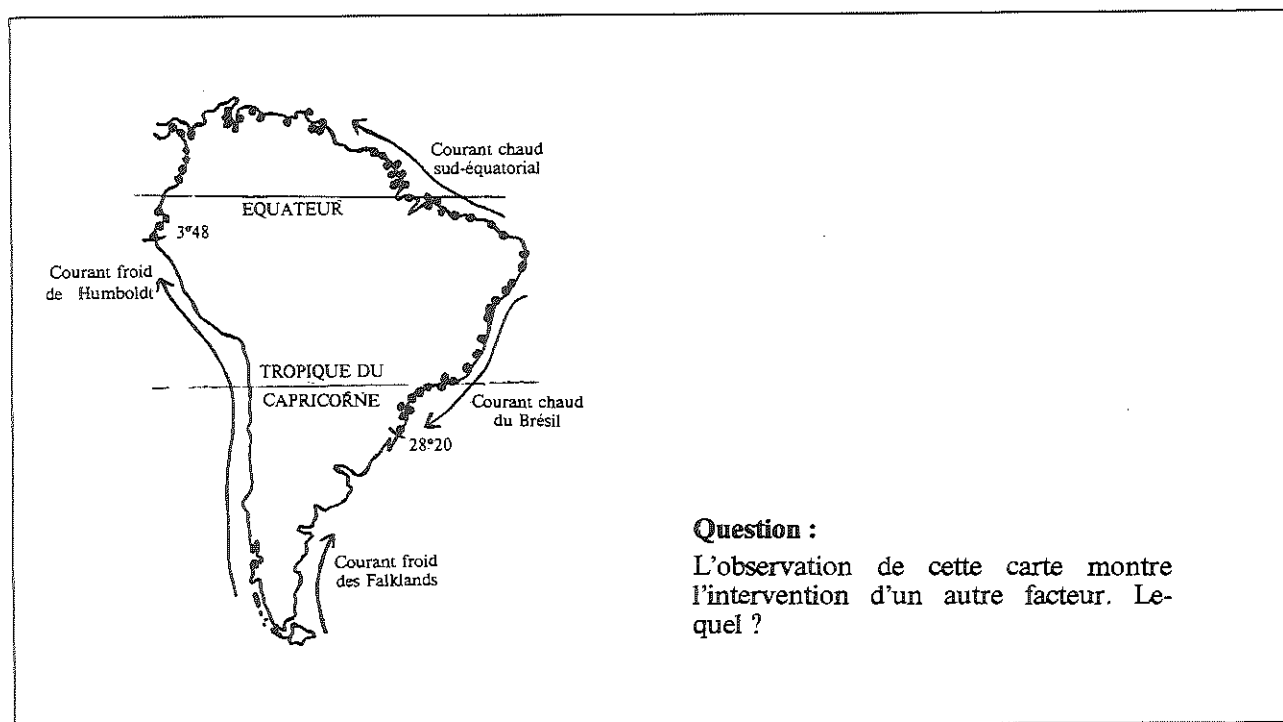 Courant chaud
sud-équatorial
EQUATEUR
3°48
Courant froid
de Humboldt
TROPIQUE DU
CAPRICORNE
Courant chaud
du Brésil
28°20
Courant froid
des Falklands
Question :
L'observation de cette carte montre
l'intervention d'un autre facteur. Le-
quel ?